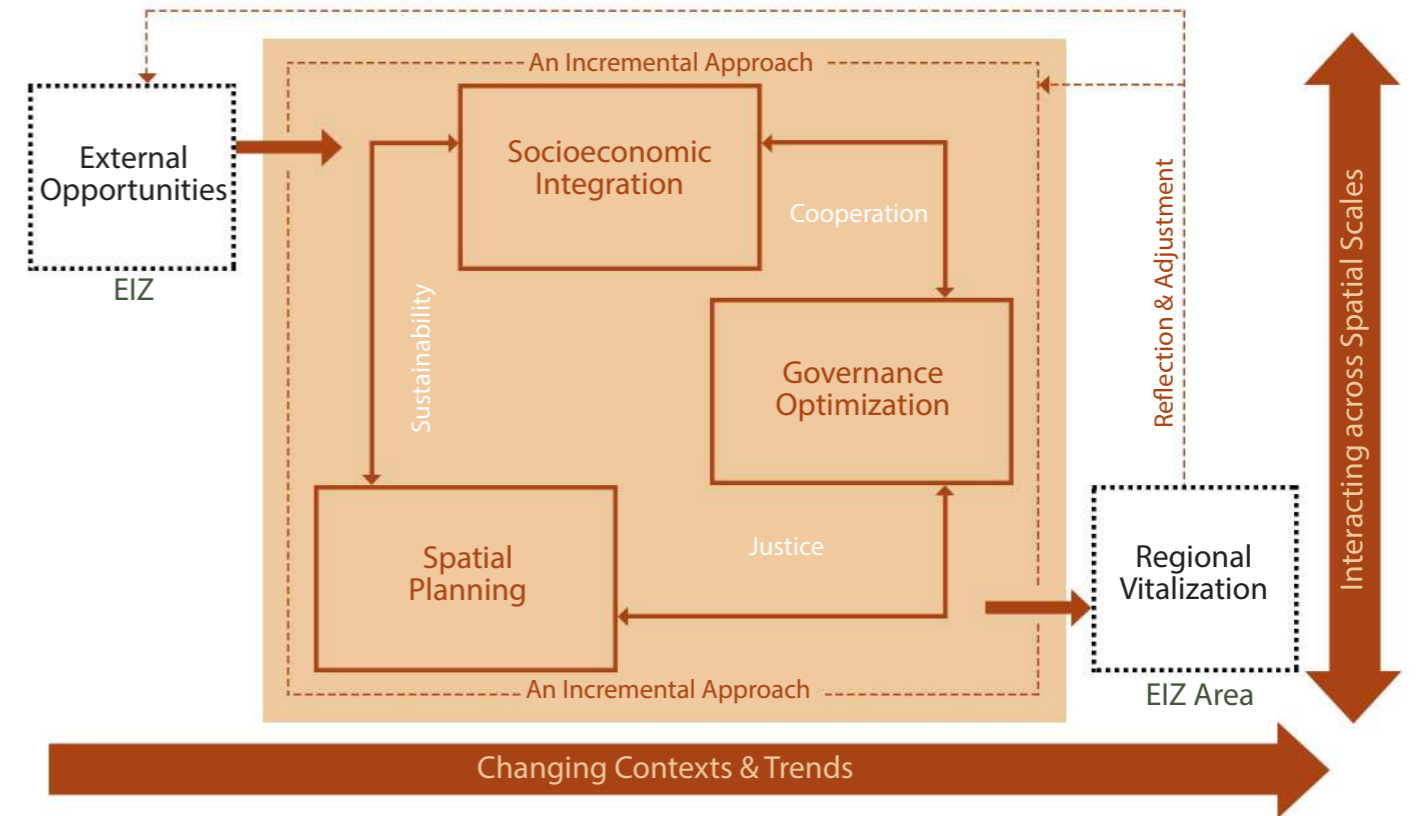 An Incremental Approach
External
Opportunities
EIZ
Socioeconomic
Integration
Cooperation
Sustainability
Governance
Optimization
Justice
Spatial
Planning
An Incremental Approach
Reflection & Adjustment
Regional
Vitalization
EIZ Area
Interacting across Spatial Scales
Changing Contexts & Trends